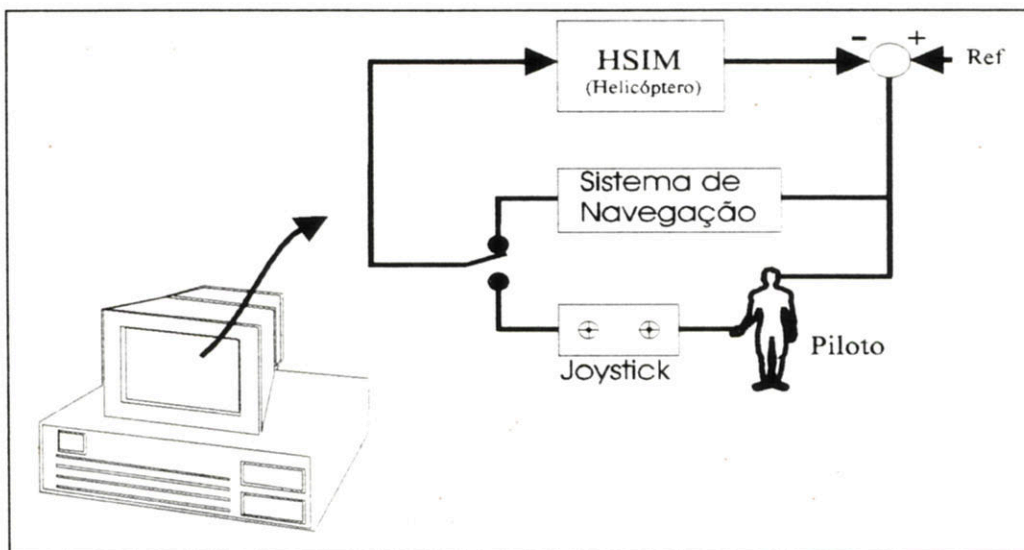 HSIM
(Helicóptero)
- +
Ref
Sistema de
Navegação
Joystick
Piloto